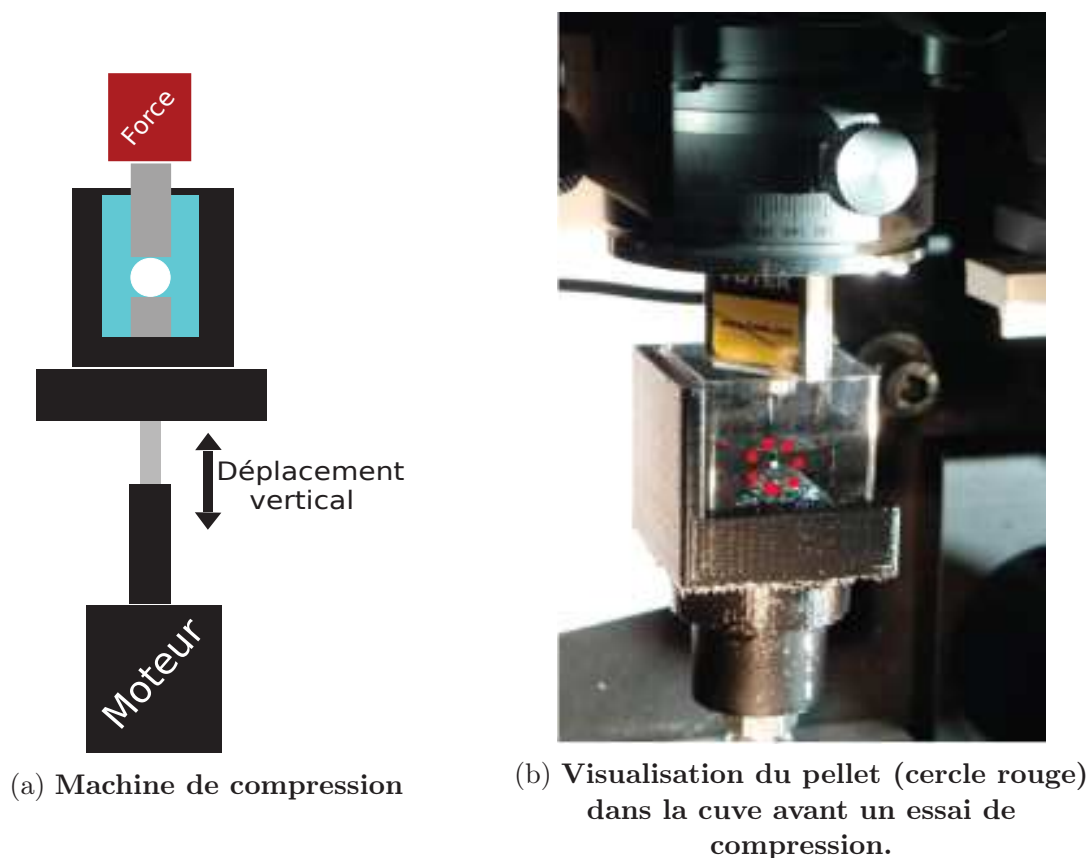 Force
Déplacement
vertical
Moteur
(a) Machine de compression
(b) Visualisation du pellet (cercle rouge)
dans la cuve avant un essai de
compression.